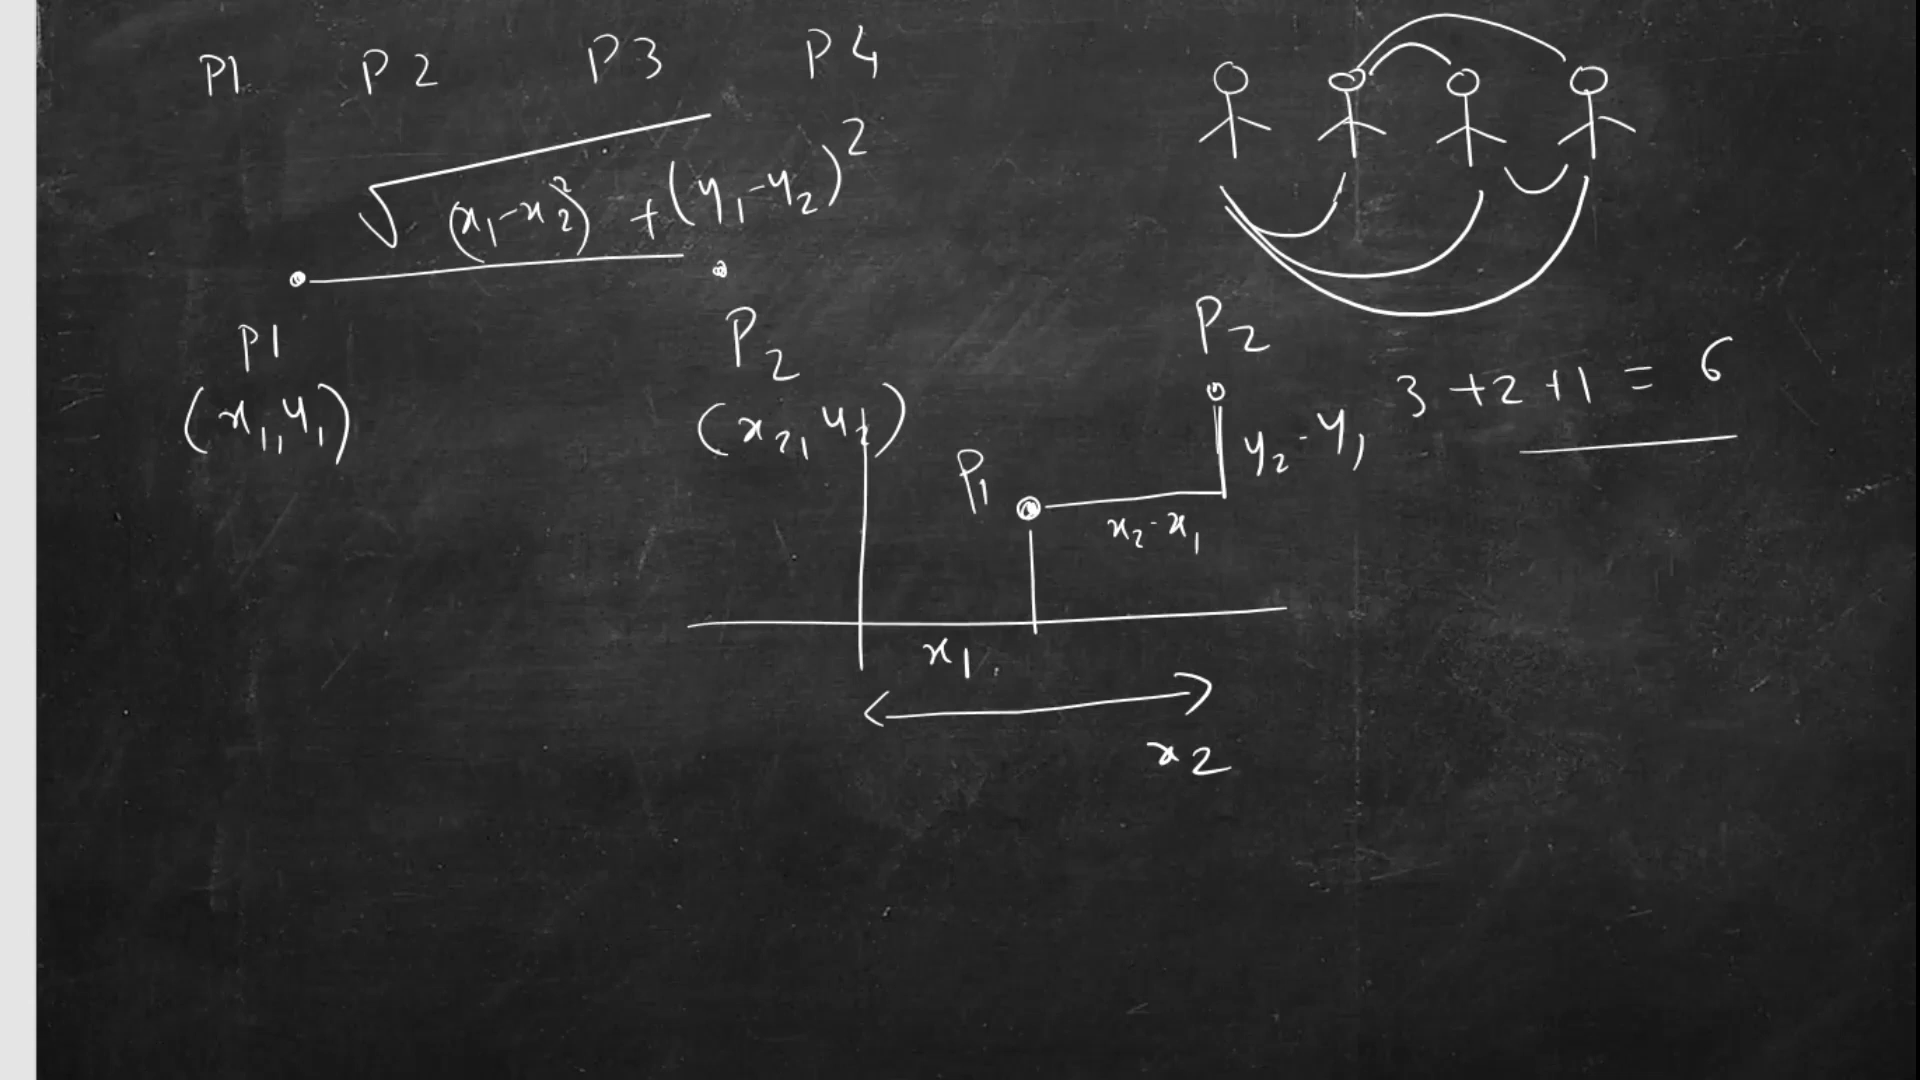 P1 P2 P3 P4
√(x₁-x₂)² + (y₁-y₂)²
P1 P₂ P₂
(x₁,y₁) (x₂,y₂) 3+2+1 = 6
P₁ y₂-y₁
x₂-x₁
x₁
x2